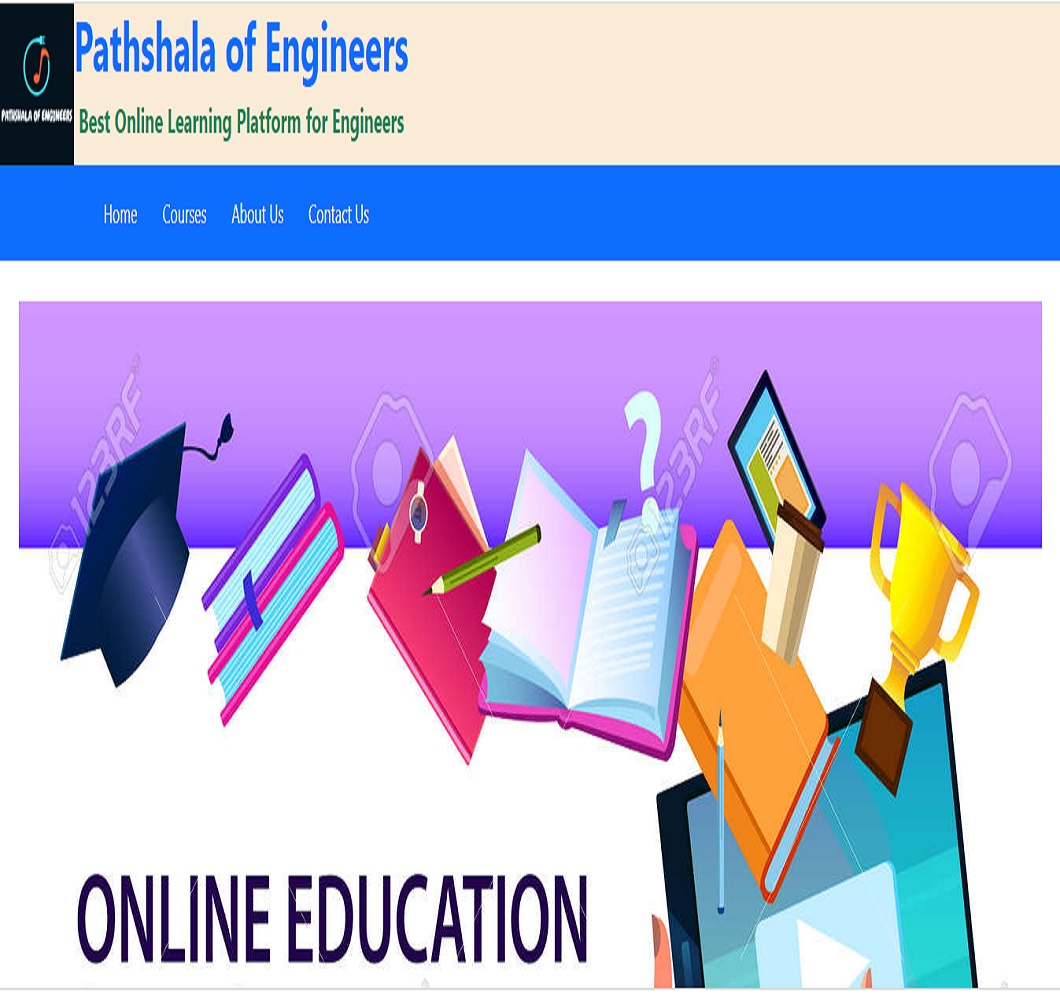 Pathshala of Engineers
PATHSHALA OF ENGINEERS
Best Online Learning Platform for Engineers
Home Courses About Us Contact Us
123RF
123RF
ONLINE EDUCATION